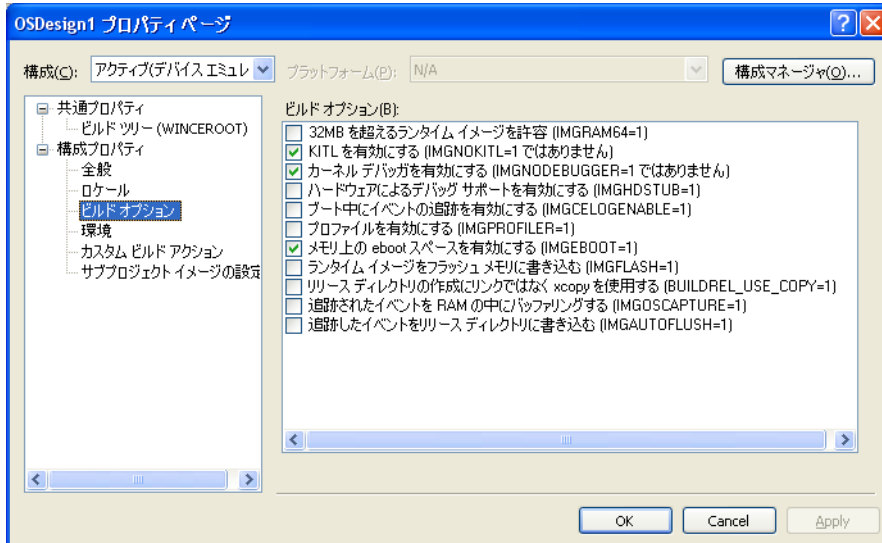 OSDesign1 プロパティ ページ
構成(C): アクティブ(デバイス エミュレ プラットフォーム(P): N/A 構成マネージャ(O)...
共通プロパティ
ビルド ツリー (WINCEROOT)
構成プロパティ
全般
ロケール
ビルド オプション
環境
カスタム ビルド アクション
サブプロジェクト イメージの設定
ビルド オプション(B):
32MB を超えるランタイム イメージを許容 (IMGRAM64=1)
KITL を有効にする (IMGNOKITL=1 ではありません)
カーネル デバッガを有効にする (IMGNODEBUGGER=1 ではありません)
ハードウェアによるデバッグ サポートを有効にする (IMGHDSTUB=1)
ブート中にイベントの追跡を有効にする (IMGCELOGENABLE=1)
プロファイルを有効にする (IMGPROFILER=1)
メモリ上の eboot スペースを有効にする (IMGEBOOT=1)
ランタイム イメージをフラッシュ メモリに書き込む (IMGFLASH=1)
リリース ディレクトリの作成にリンクではなく xcopy を使用する (BUILDREL_USE_COPY=1)
追跡されたイベントを RAM の中にバッファリングする (IMGOSCAPTURE=1)
追跡したイベントをリリース ディレクトリに書き込む (IMGAUTOFLUSH=1)
OK Cancel Apply